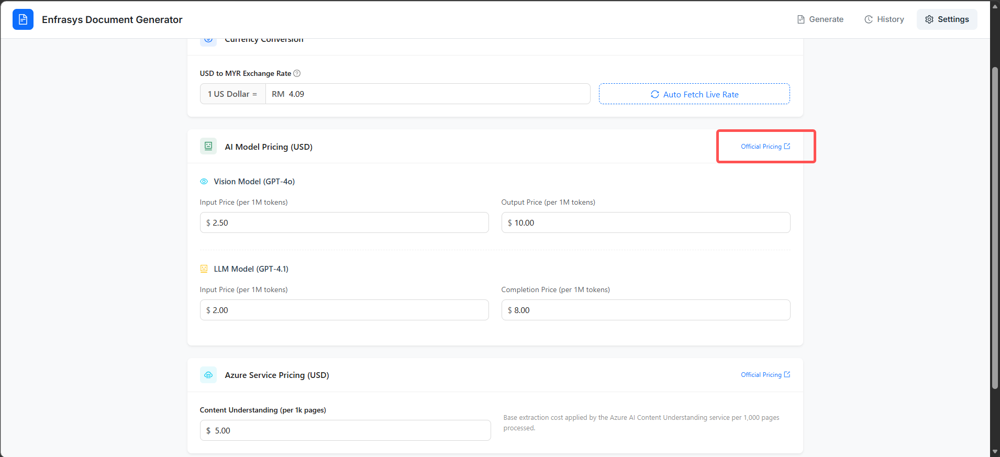 Enfrasys Document Generator
Generate
History
Settings
Currency Conversion
USD to MYR Exchange Rate
1 US Dollar =
RM 4.09
Auto Fetch Live Rate
AI Model Pricing (USD)
Official Pricing
Vision Model (GPT-4o)
Input Price (per 1M tokens)
Output Price (per 1M tokens)
$ 2.50
$ 10.00
LLM Model (GPT-4.1)
Input Price (per 1M tokens)
Completion Price (per 1M tokens)
$ 2.00
$ 8.00
Azure Service Pricing (USD)
Official Pricing
Content Understanding (per 1k pages)
$ 5.00
Base extraction cost applied by the Azure AI Content Understanding service per 1,000 pages
processed.